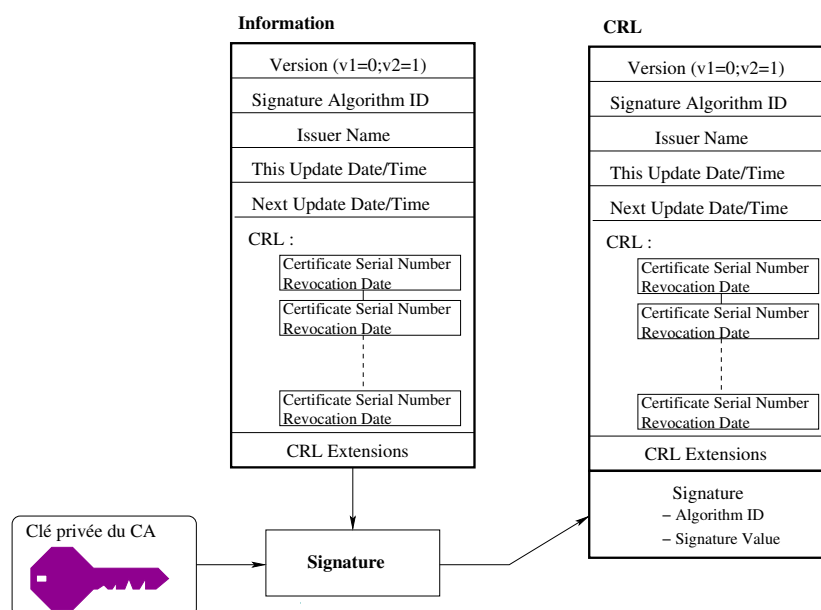 Information
Version (v1=0;v2=1)
Signature Algorithm ID
Issuer Name
This Update Date/Time
Next Update Date/Time
CRL :
Certificate Serial Number
Revocation Date
Certificate Serial Number
Revocation Date
Certificate Serial Number
Revocation Date
CRL Extensions
Clé privée du CA
Signature
CRL
Version (v1=0;v2=1)
Signature Algorithm ID
Issuer Name
This Update Date/Time
Next Update Date/Time
CRL :
Certificate Serial Number
Revocation Date
Certificate Serial Number
Revocation Date
Certificate Serial Number
Revocation Date
CRL Extensions
Signature
− Algorithm ID
− Signature Value